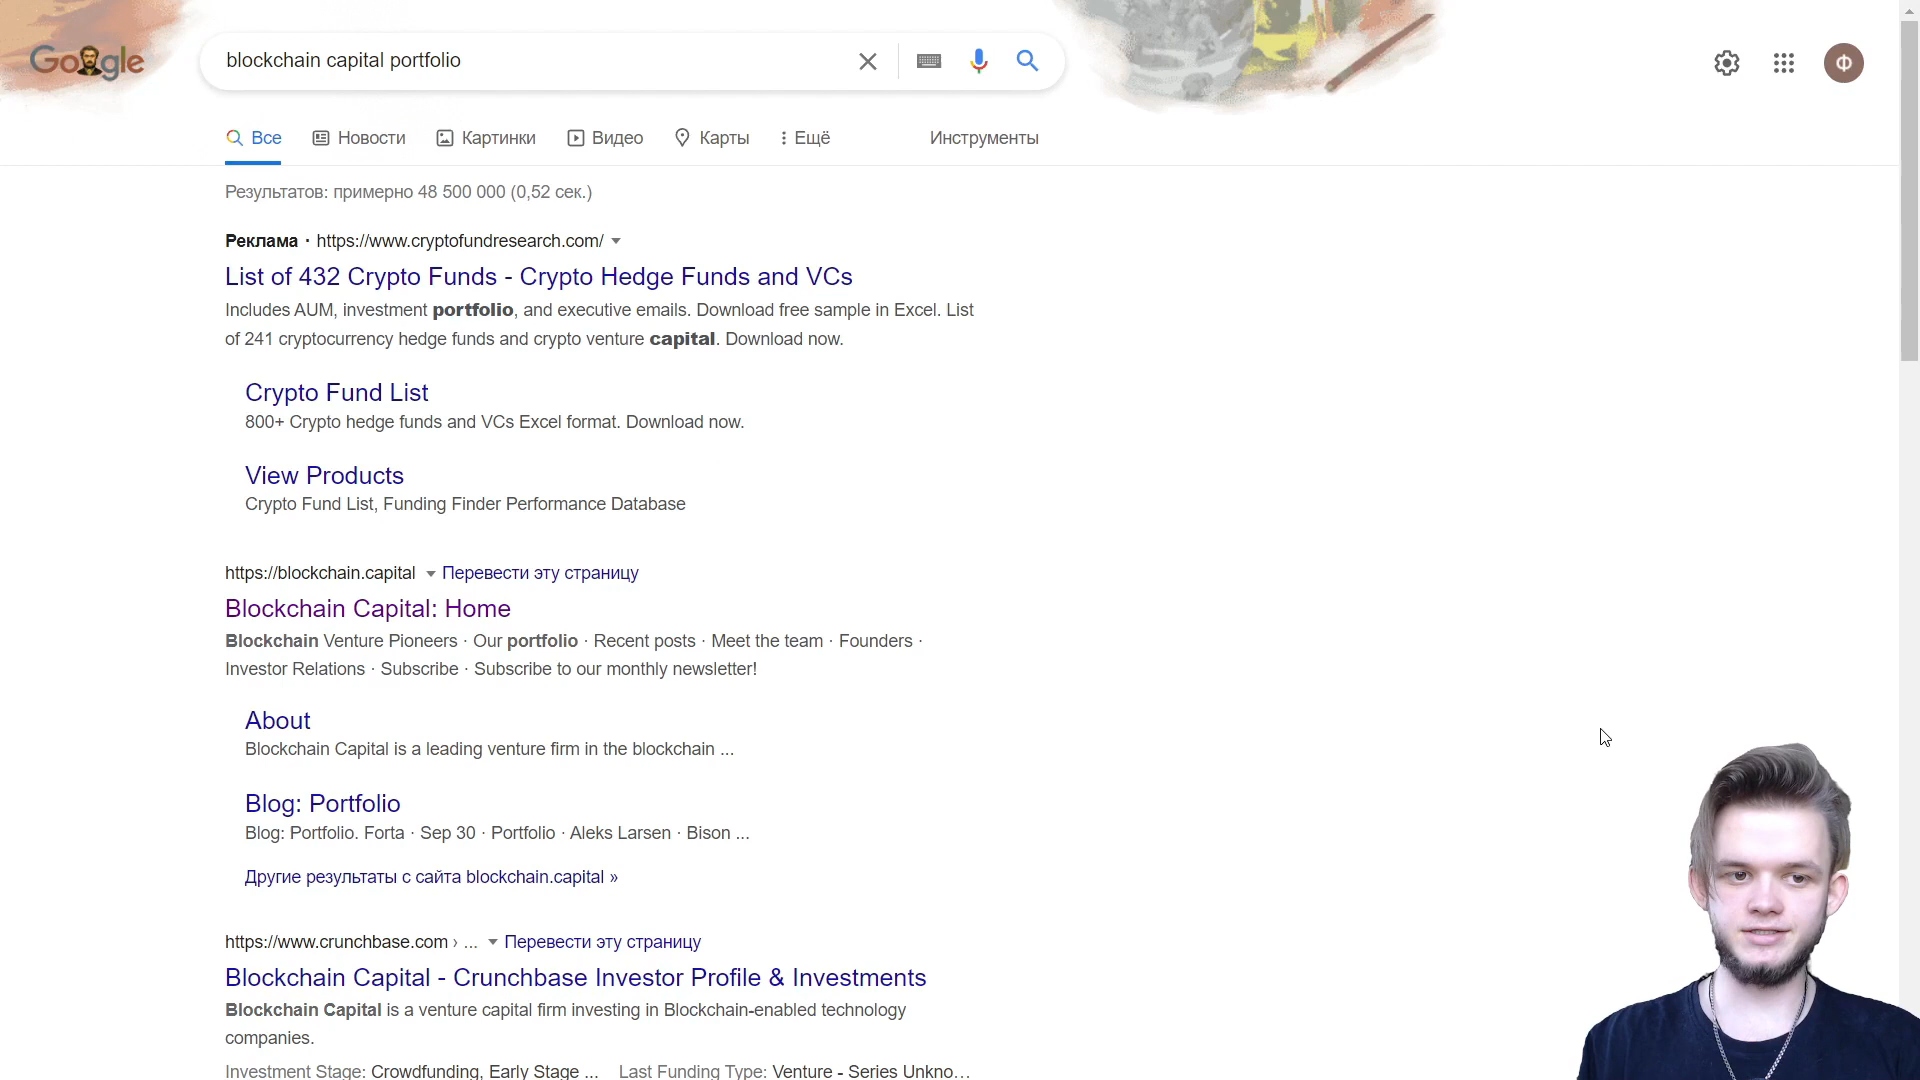 Google
blockchain capital portfolio
Ф
Все
Новости
Картинки
Видео
Карты
Ещё
Инструменты
Результатов: примерно 48 500 000 (0,52 сек.)
Реклама · https://www.cryptofundresearch.com/
List of 432 Crypto Funds - Crypto Hedge Funds and VCs
Includes AUM, investment portfolio, and executive emails. Download free sample in Excel. List
of 241 cryptocurrency hedge funds and crypto venture capital. Download now.
Crypto Fund List
800+ Crypto hedge funds and VCs Excel format. Download now.
View Products
Crypto Fund List, Funding Finder Performance Database
https://blockchain.capital Перевести эту страницу
Blockchain Capital: Home
Blockchain Venture Pioneers · Our portfolio · Recent posts · Meet the team · Founders ·
Investor Relations · Subscribe · Subscribe to our monthly newsletter!
About
Blockchain Capital is a leading venture firm in the blockchain ...
Blog: Portfolio
Blog: Portfolio. Forta · Sep 30 · Portfolio · Aleks Larsen · Bison ...
Другие результаты с сайта blockchain.capital »
https://www.crunchbase.com › ... Перевести эту страницу
Blockchain Capital - Crunchbase Investor Profile & Investments
Blockchain Capital is a venture capital firm investing in Blockchain-enabled technology
companies.
Investment Stage: Crowdfunding, Early Stage ... Last Funding Type: Venture - Series Unkno...